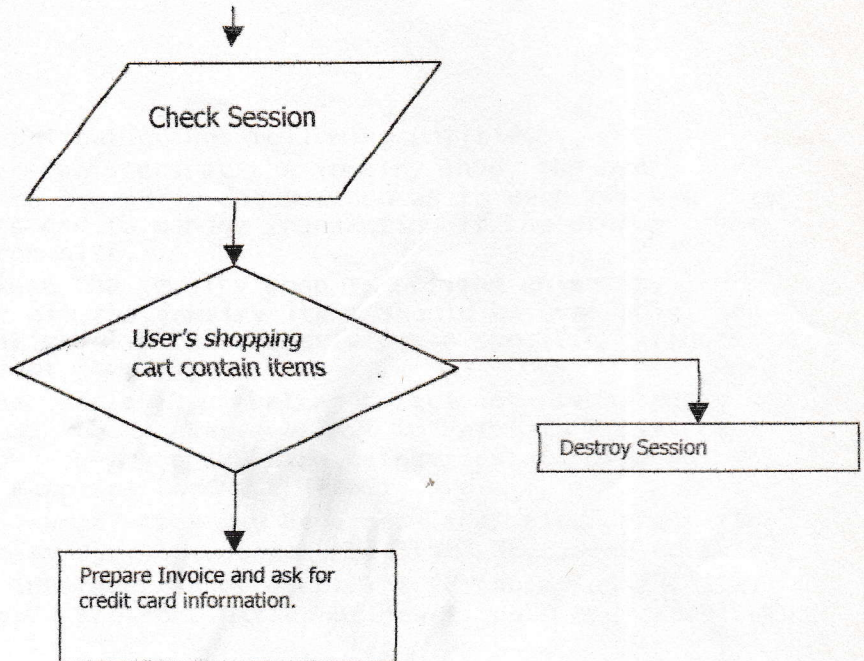 Check Session
User's shopping
cart contain items
Destroy Session
Prepare Invoice and ask for
credit card information.